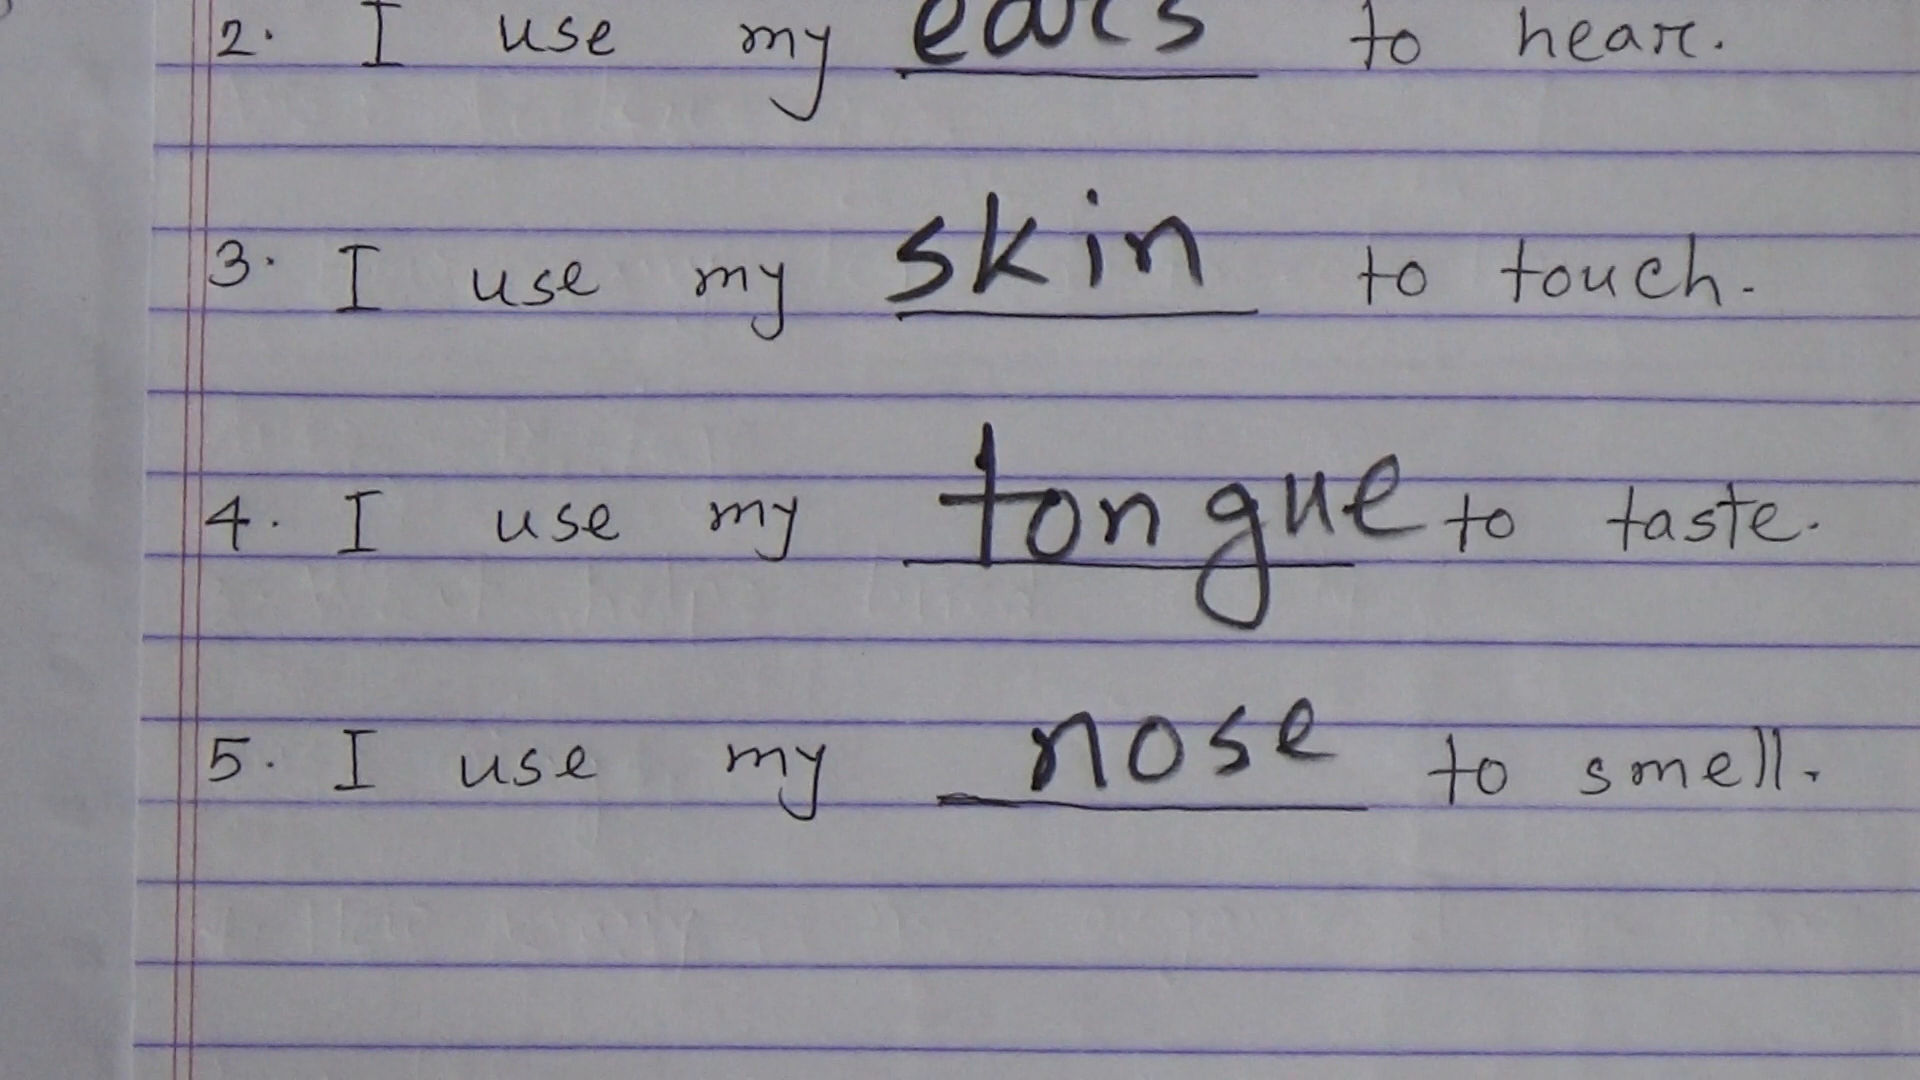 2. I use my ears to hear.
3. I use my skin to touch.
4. I use my tongue to taste.
5. I use my nose to smell.